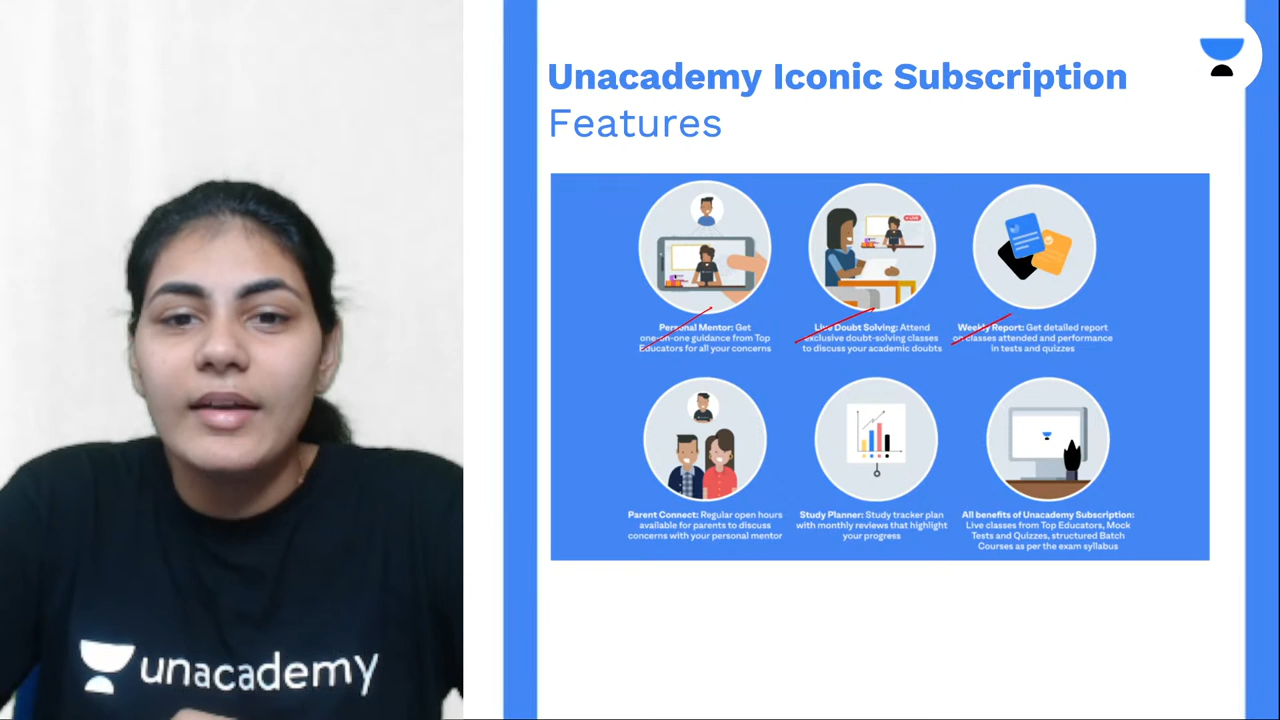 Unacademy Iconic Subscription
Features
LIVE
Personal Mentor: Get
one-on-one guidance from Top
Educators for all your concerns
Live Doubt Solving: Attend
exclusive doubt-solving classes
to discuss your academic doubts
Weekly Report: Get detailed report
on classes attended and performance
in tests and quizzes
Parent Connect: Regular open hours
available for parents to discuss
concerns with your personal mentor
Study Planner: Study tracker plan
with monthly reviews that highlight
your progress
All benefits of Unacademy Subscription:
Live classes from Top Educators, Mock
Tests and Quizzes, structured Batch
Courses as per the exam syllabus
unacademy